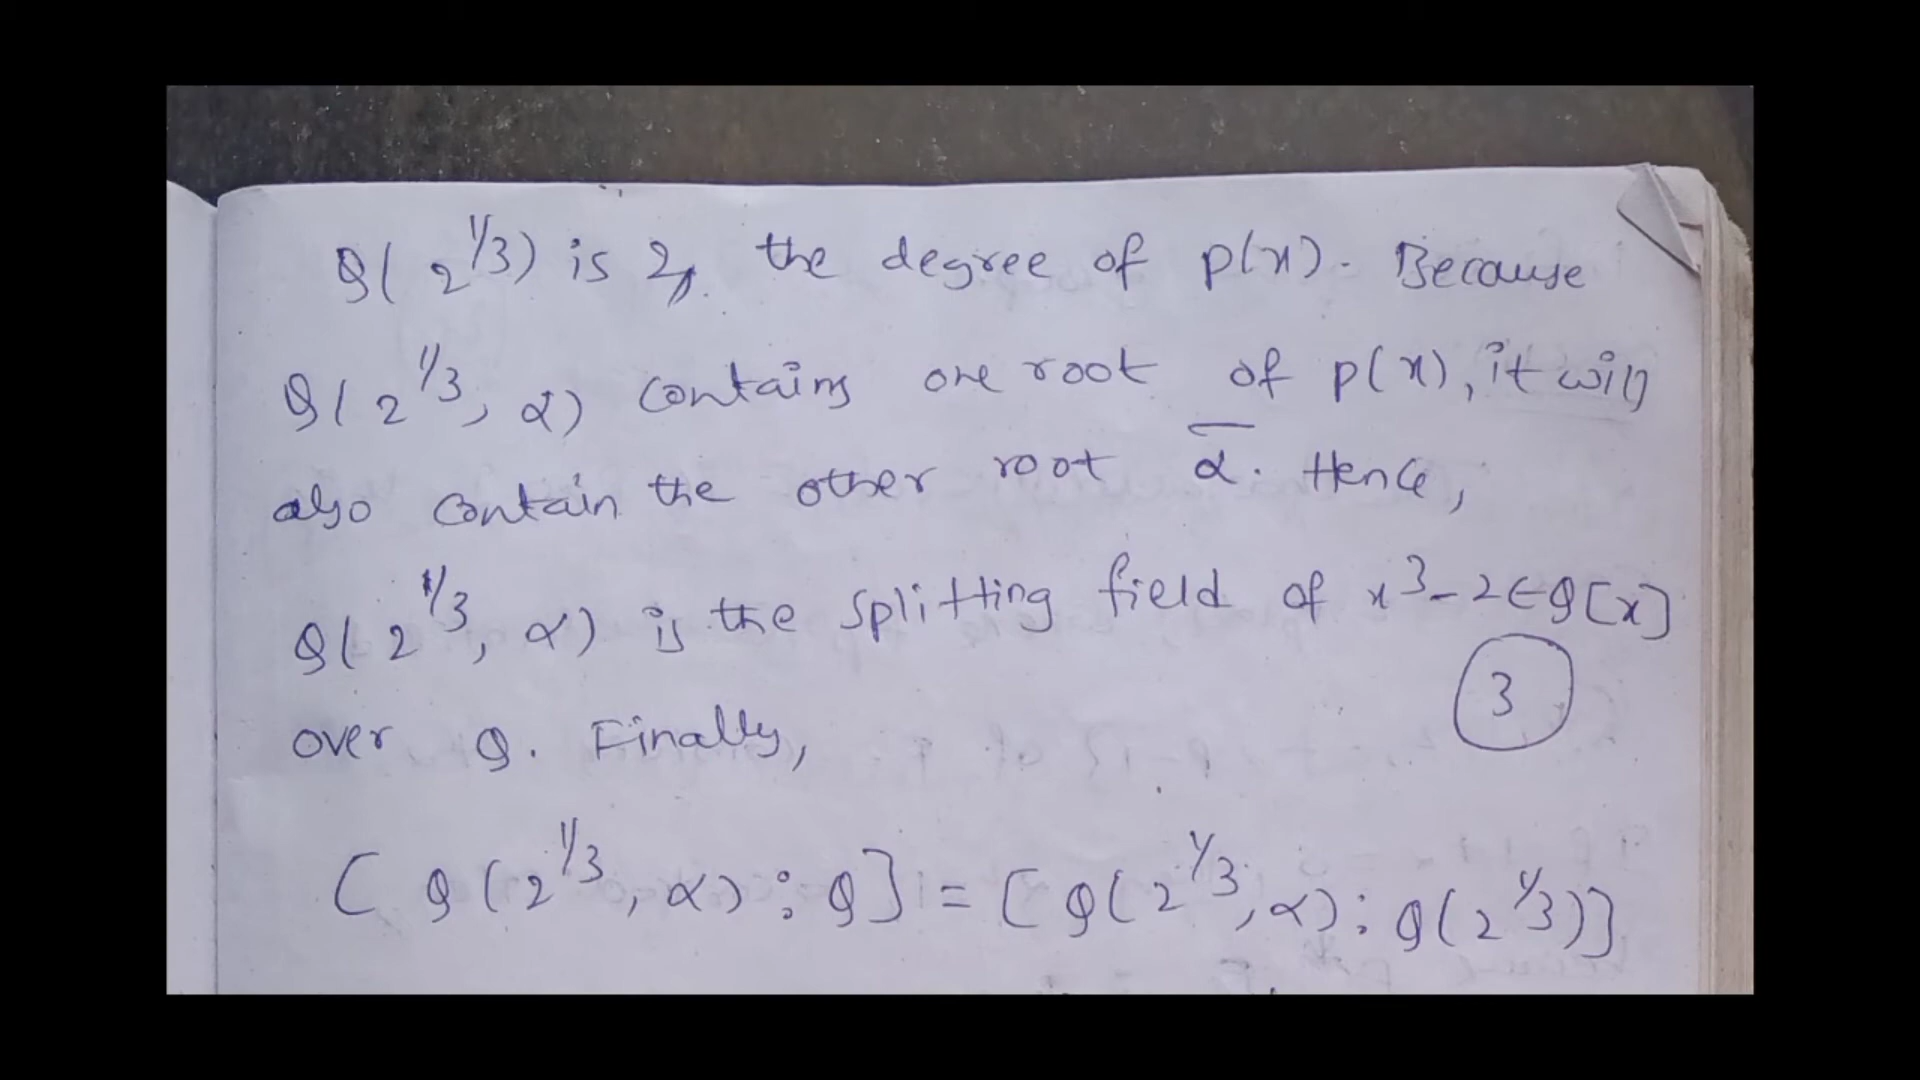 Q(2^1/3) is 2, the degree of p(x). Because
Q(2^1/3, α) contains one root of p(x), it will
also contain the other root ᾱ. Hence,
Q(2^1/3, α) is the splitting field of x^3-2∈Q[x]
3
over Q. Finally,
[Q(2^1/3, α) : Q] = [Q(2^1/3, α) : Q(2^1/3)]